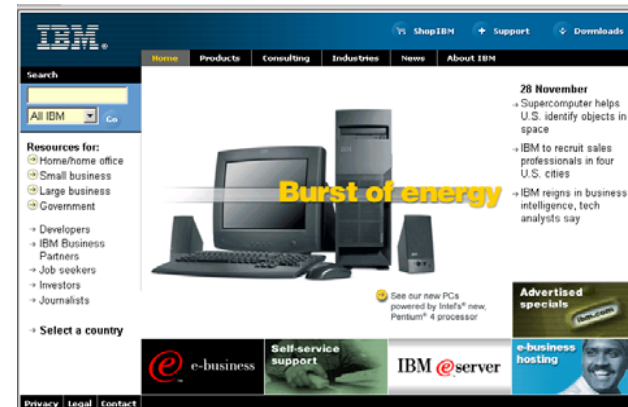 IBM.
Shop IBM
Support
Downloads
Home Products Consulting Industries News About IBM
Search
All IBM
Go
Resources for:
Home/home office
Small business
Large business
Government
Developers
IBM Business
Partners
Job seekers
Investors
Journalists
Select a country
Burst of energy
See our new PCs
powered by Intel's® new,
Pentium® 4 processor
28 November
Supercomputer helps
U.S. identify objects in
space
IBM to recruit sales
professionals in four
U.S. cities
IBM reigns in business
intelligence, tech
analysts say
Advertised
specials
ibm.com
e e-business
Self-service
support
IBM e server
e-business
hosting
Privacy Legal Contact